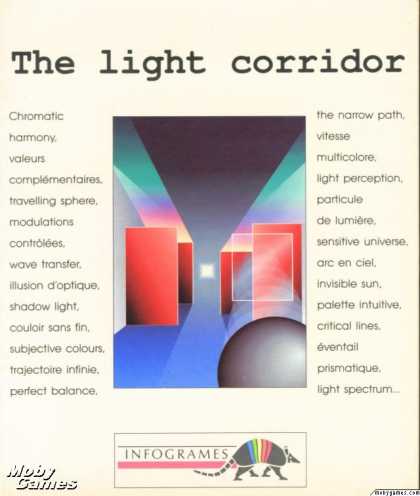 The light corridor
Chromatic
harmony,
valeurs
complémentaires,
travelling sphere,
modulations
contrôlées,
wave transfer,
illusion d'optique,
shadow light,
couloir sans fin,
subjective colours,
trajectoire infinie,
perfect balance,
the narrow path,
vitesse
multicolore,
light perception,
particule
de lumière,
sensitive universe,
arc en ciel,
invisible sun,
palette intuitive,
critical lines,
éventail
prismatique,
light spectrum...
INFOGRAMES
Moby
Games
mobygames.com